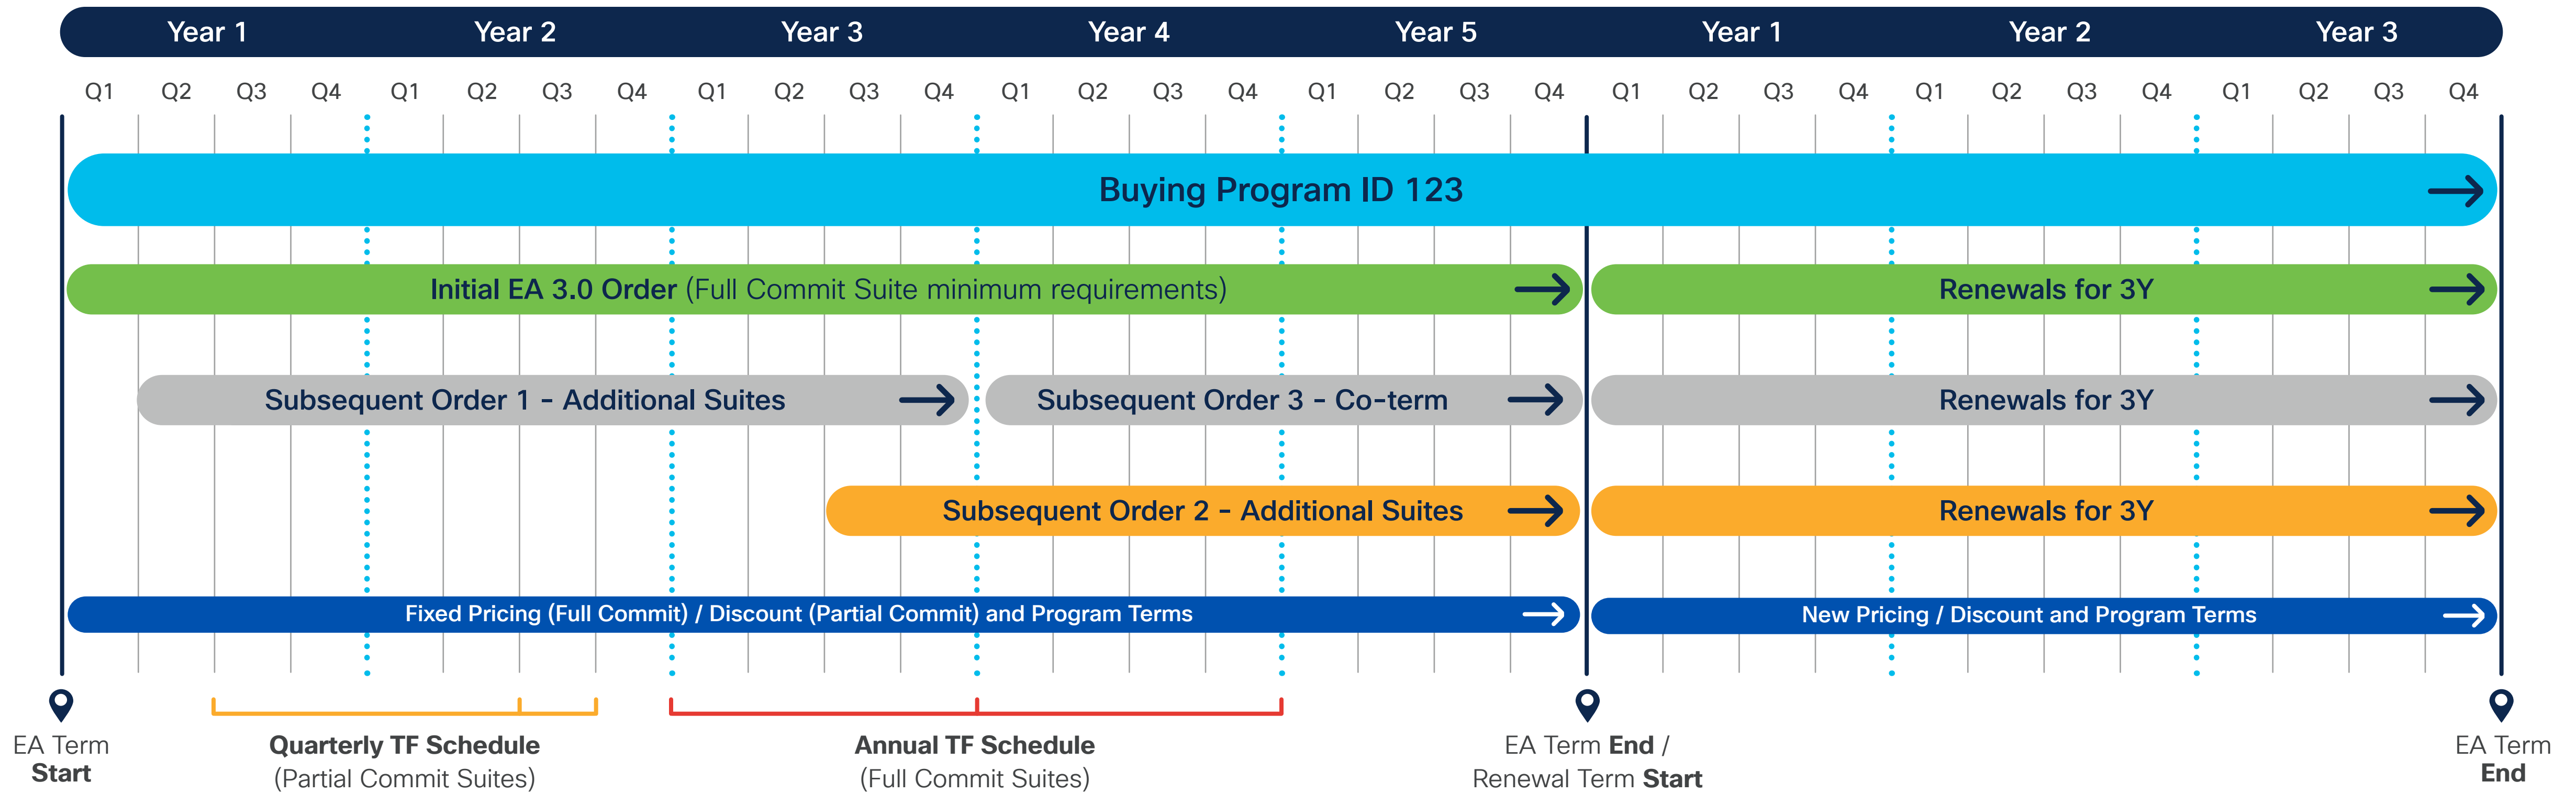 Year 1 Year 2 Year 3 Year 4 Year 5 Year 1 Year 2 Year 3
Q1 Q2 Q3 Q4 Q1 Q2 Q3 Q4 Q1 Q2 Q3 Q4 Q1 Q2 Q3 Q4 Q1 Q2 Q3 Q4 Q1 Q2 Q3 Q4 Q1 Q2 Q3 Q4 Q1 Q2 Q3 Q4
Buying Program ID 123
Initial EA 3.0 Order (Full Commit Suite minimum requirements)
Renewals for 3Y
Subsequent Order 1 - Additional Suites
Subsequent Order 3 - Co-term
Renewals for 3Y
Subsequent Order 2 - Additional Suites
Renewals for 3Y
Fixed Pricing (Full Commit) / Discount (Partial Commit) and Program Terms
New Pricing / Discount and Program Terms
EA Term
Start
Quarterly TF Schedule
(Partial Commit Suites)
Annual TF Schedule
(Full Commit Suites)
EA Term End /
Renewal Term Start
EA Term
End